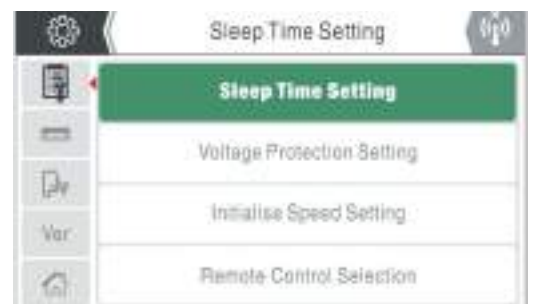 Sleep Time Setting
Sleep Time Setting
Voltage Protection Setting
Initialise Speed Setting
Ver
Remote Control Selection